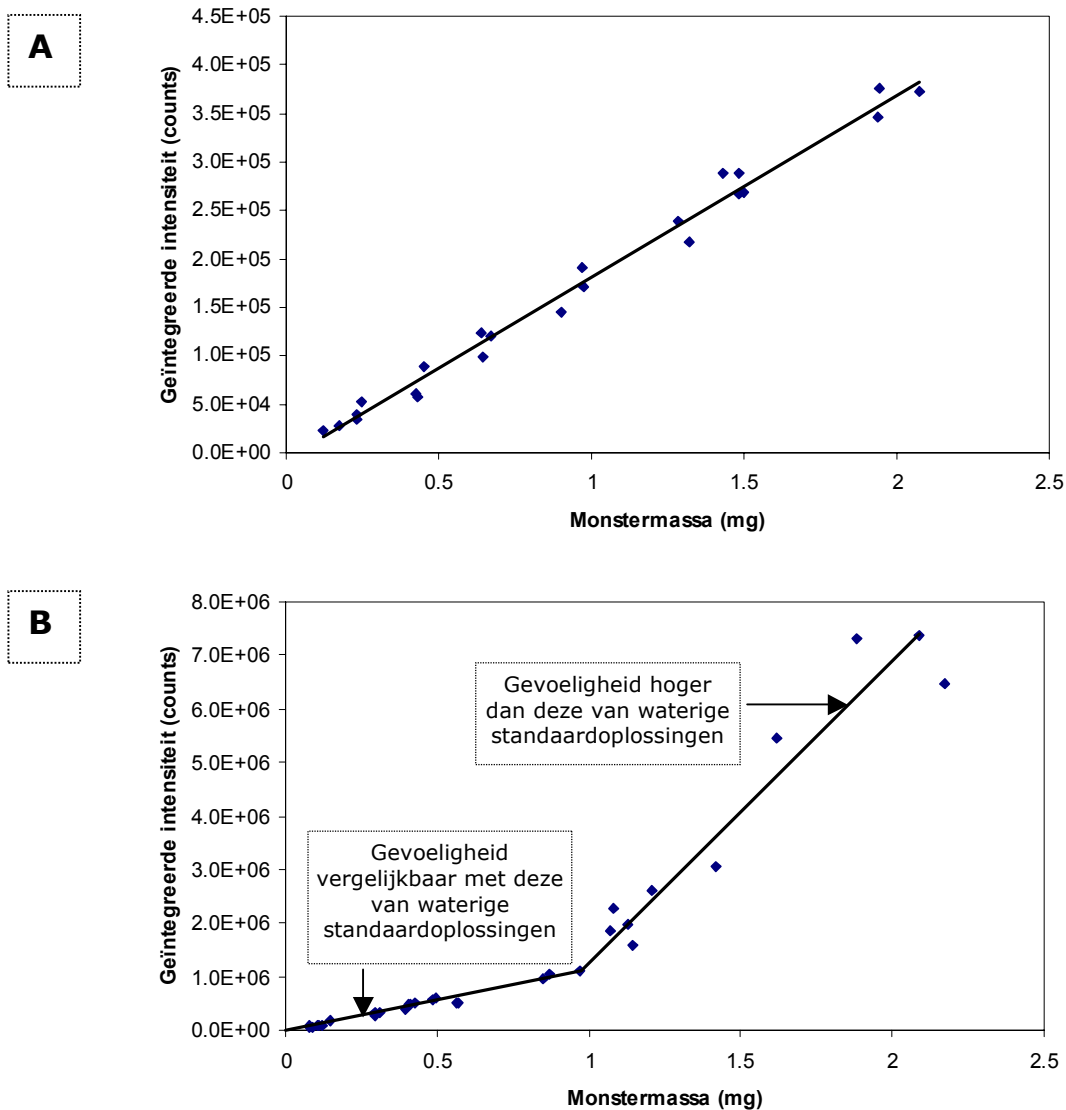 A
Geïntegreerde intensiteit (counts)
4.5E+05
4.0E+05
3.5E+05
3.0E+05
2.5E+05
2.0E+05
1.5E+05
1.0E+05
5.0E+04
0.0E+00
0 0.5 1 1.5 2 2.5
Monstermassa (mg)
B
Geïntegreerde intensiteit (counts)
8.0E+06
7.0E+06
6.0E+06
5.0E+06
4.0E+06
3.0E+06
2.0E+06
1.0E+06
0.0E+00
Gevoeligheid hoger
dan deze van waterige
standaardoplossingen
Gevoeligheid
vergelijkbaar met deze
van waterige
standaardoplossingen
0 0.5 1 1.5 2 2.5
Monstermassa (mg)